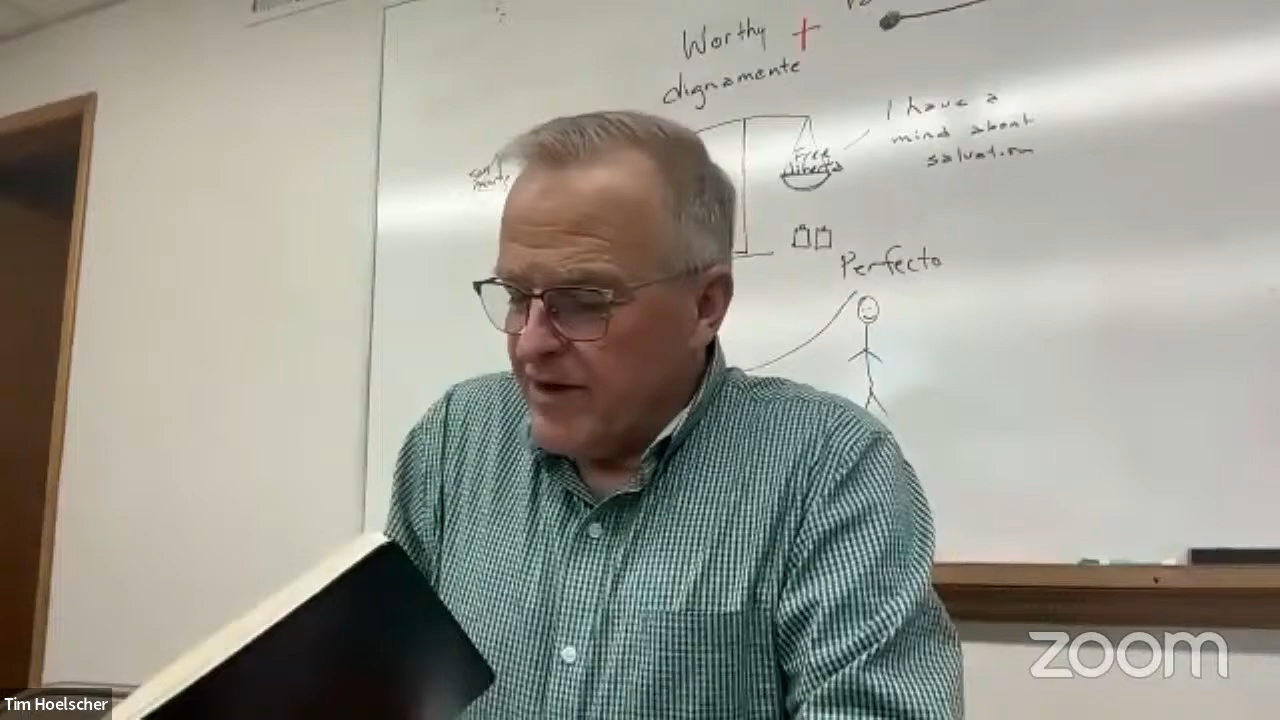 Worthy +
dignamente
I have a
mind about
salvation
Free
Perfecto
Tim Hoelscher
zoom